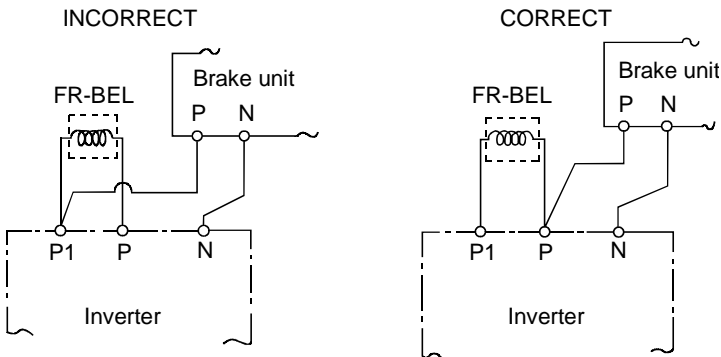 INCORRECT
Brake unit
FR-BEL
P N
P1 P N
Inverter
CORRECT
Brake unit
FR-BEL
P N
P1 P N
Inverter